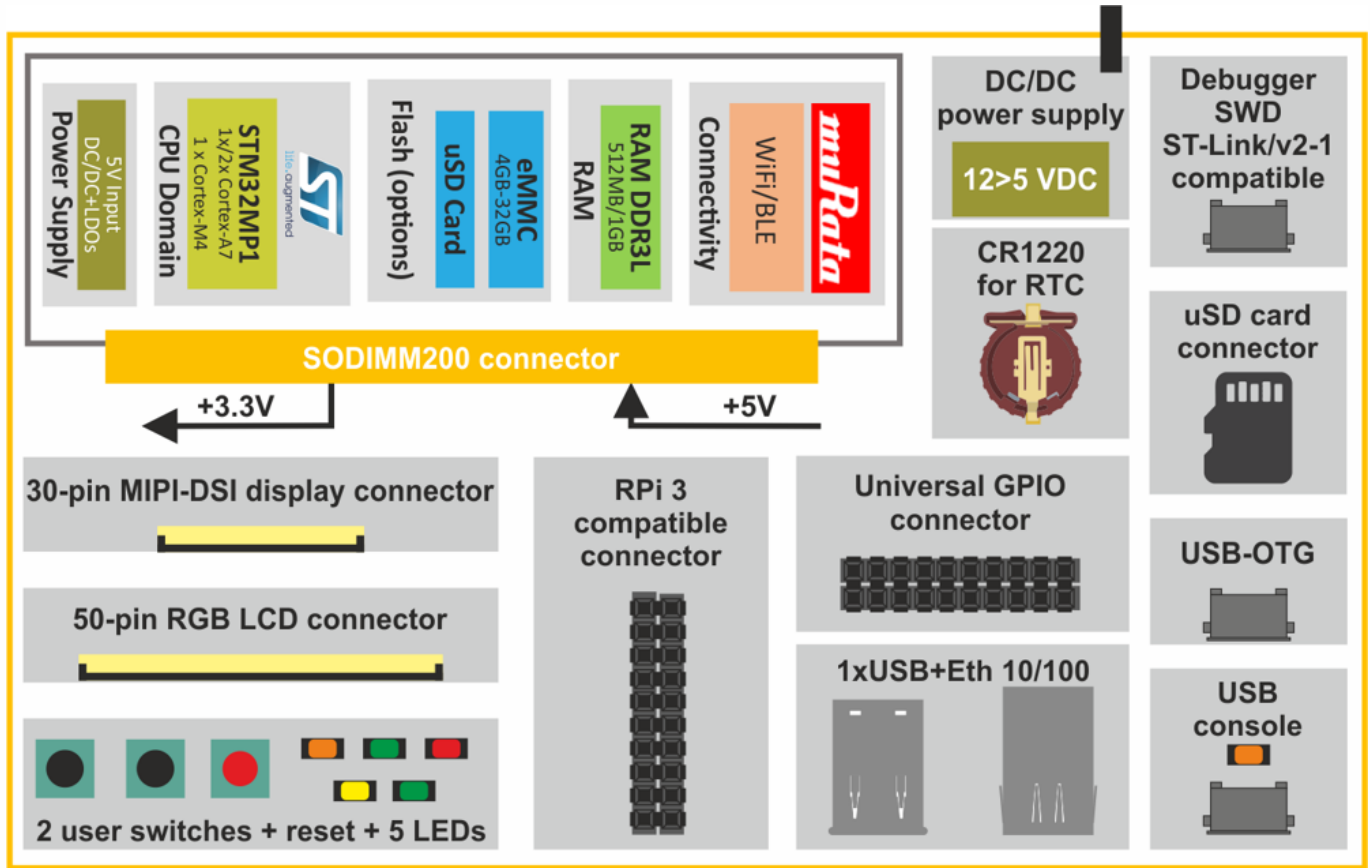 5V Input
DC/DC+LDOs
Power Supply
life.augmented
STM32MP1
1x/2x Cortex-A7
1 x Cortex-M4
CPU Domain
eMMC
4GB-32GB
uSD Card
Flash (options)
RAM DDR3L
512MB/1GB
RAM
muRata
WiFi/BLE
Connectivity
SODIMM200 connector
+3.3V
+5V
DC/DC
power supply
12>5 VDC
CR1220
for RTC
Debugger
SWD
ST-Link/v2-1
compatible
uSD card
connector
30-pin MIPI-DSI display connector
50-pin RGB LCD connector
2 user switches + reset + 5 LEDs
RPi 3
compatible
connector
Universal GPIO
connector
1xUSB+Eth 10/100
USB-OTG
USB
console